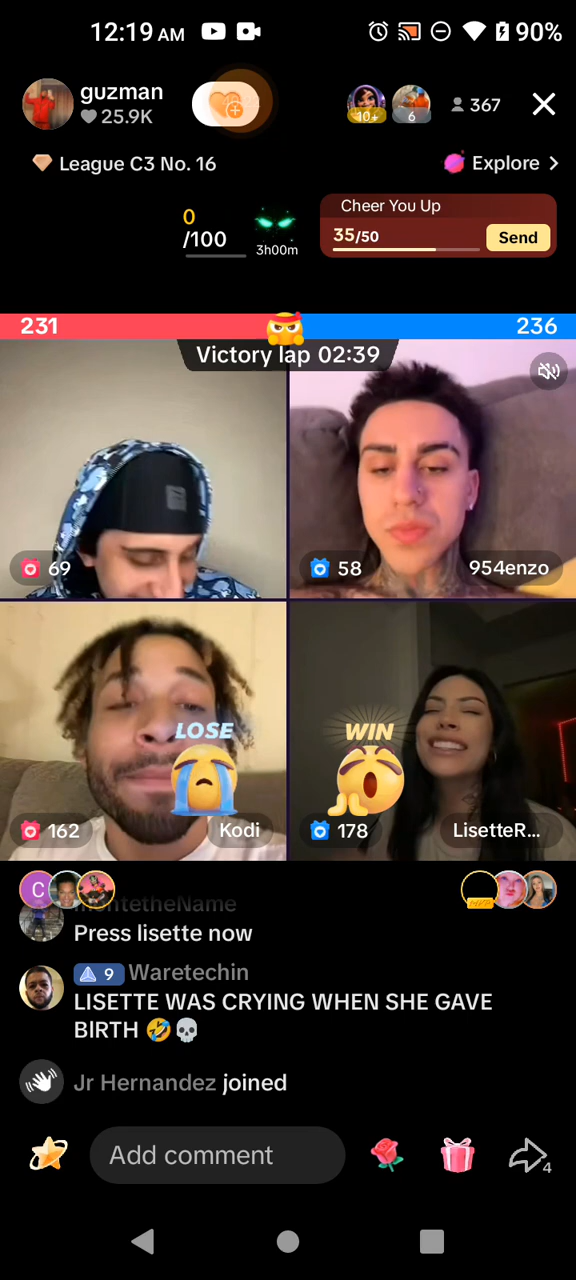 12:19 AM
90%
guzman
25.9K
10+
6
367
League C3 No. 16
Explore
0
/100
3h00m
Cheer You Up
35/50
Send
231
236
Victory lap 02:39
69
58
954enzo
LOSE
WIN
162
Kodi
178
LisetteR...
C
Press lisette now
9 Waretechin
LISETTE WAS CRYING WHEN SHE GAVE
BIRTH 🤣💀
Jr Hernandez joined
Add comment
4